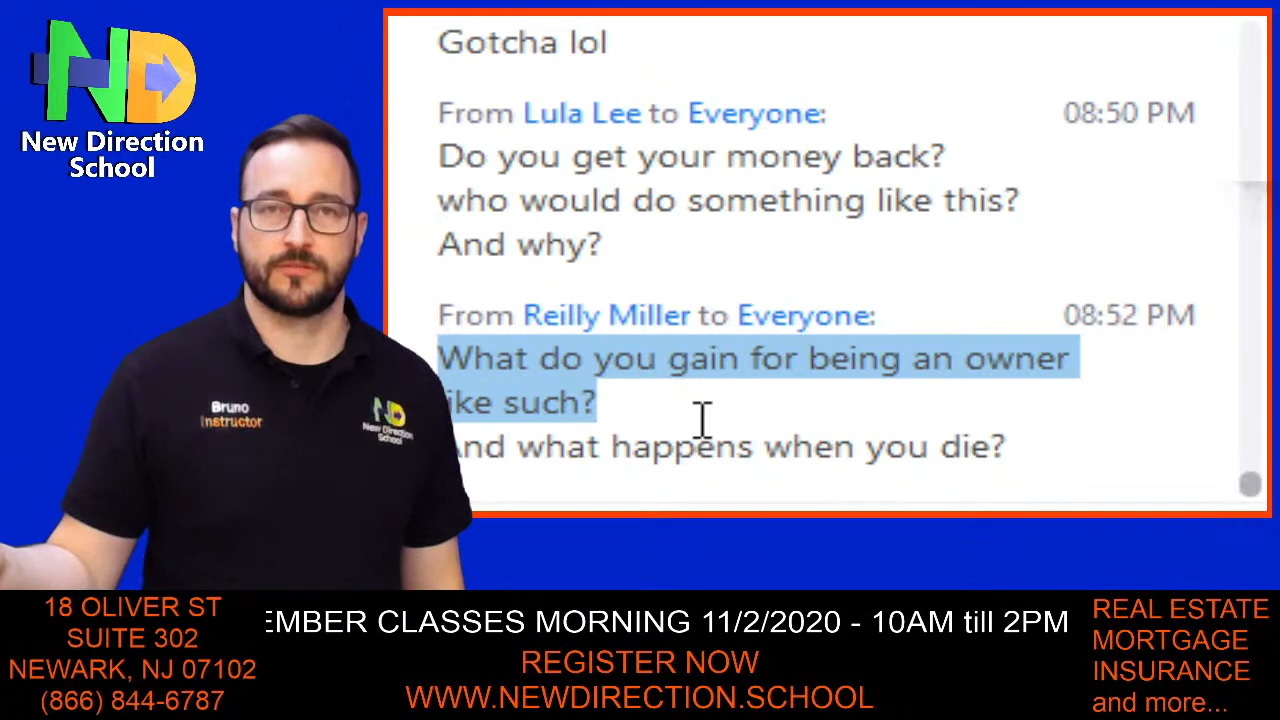 ND
New Direction
School
Gotcha lol
From Lula Lee to Everyone: 08:50 PM
Do you get your money back?
who would do something like this?
And why?
From Reilly Miller to Everyone: 08:52 PM
What do you gain for being an owner
like such?
And what happens when you die?
Bruno
Instructor
ND
New Direction
School
18 OLIVER ST
SUITE 302
NEWARK, NJ 07102
(866) 844-6787
EMBER CLASSES MORNING 11/2/2020 - 10AM till 2PM
REGISTER NOW
WWW.NEWDIRECTION.SCHOOL
REAL ESTATE
MORTGAGE
INSURANCE
and more...